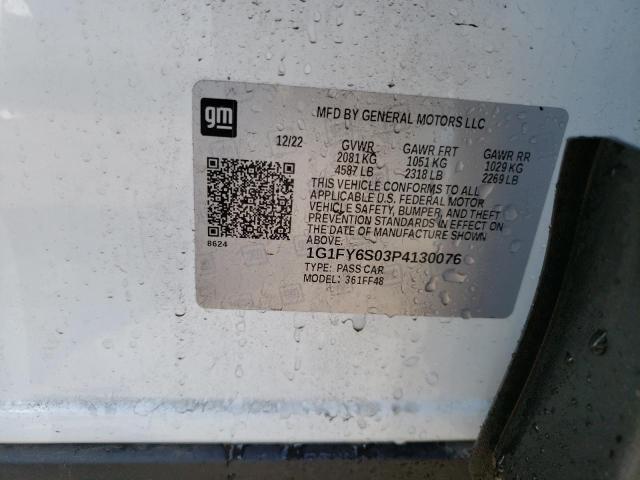 gm
MFD BY GENERAL MOTORS LLC
12/22 GVWR GAWR FRT GAWR RR
2081 KG 1051 KG 1029 KG
4587 LB 2318 LB 2269 LB
THIS VEHICLE CONFORMS TO ALL
APPLICABLE U.S. FEDERAL MOTOR
VEHICLE SAFETY, BUMPER, AND THEFT
PREVENTION STANDARDS IN EFFECT ON
THE DATE OF MANUFACTURE SHOWN
ABOVE.
8624
1G1FY6S03P4130076
TYPE: PASS CAR
MODEL: 361FF48